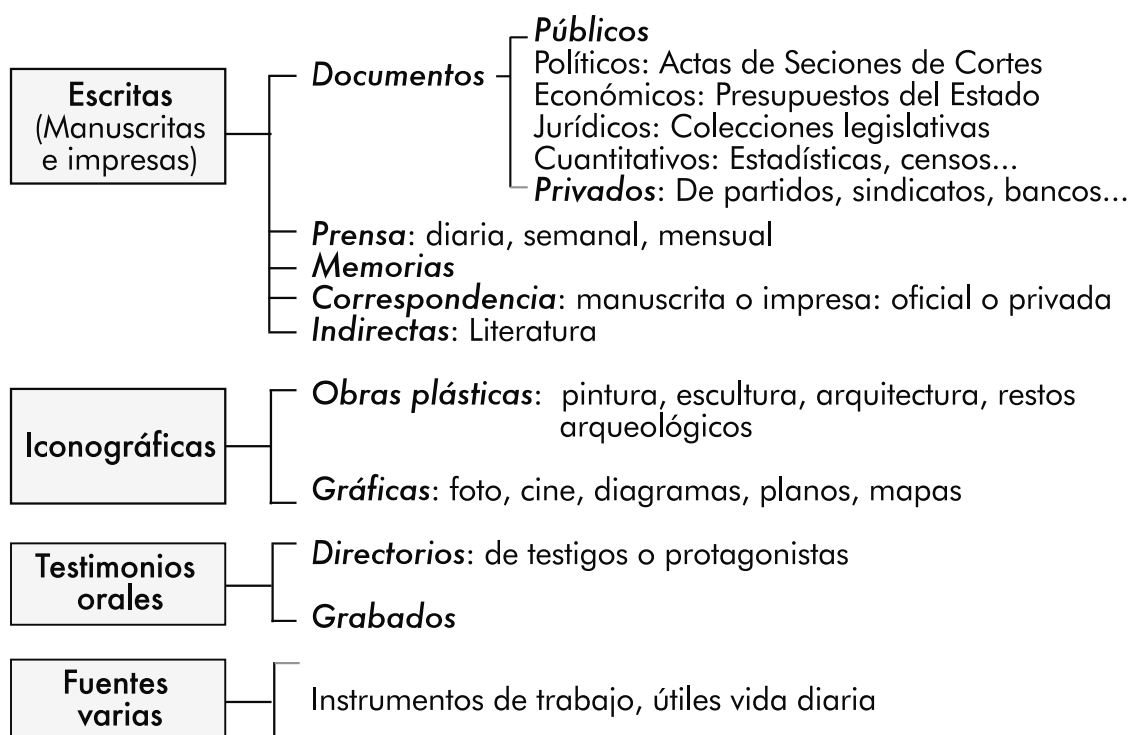 Escritas
(Manuscritas
e impresas)
Documentos
Públicos
Políticos: Actas de Seciones de Cortes
Económicos: Presupuestos del Estado
Jurídicos: Colecciones legislativas
Cuantitativos: Estadísticas, censos...
Privados: De partidos, sindicatos, bancos...
Prensa: diaria, semanal, mensual
Memorias
Correspondencia: manuscrita o impresa: oficial o privada
Indirectas: Literatura
Iconográficas
Obras plásticas: pintura, escultura, arquitectura, restos
arqueológicos
Gráficas: foto, cine, diagramas, planos, mapas
Testimonios
orales
Directorios: de testigos o protagonistas
Grabados
Fuentes
varias
Instrumentos de trabajo, útiles vida diaria